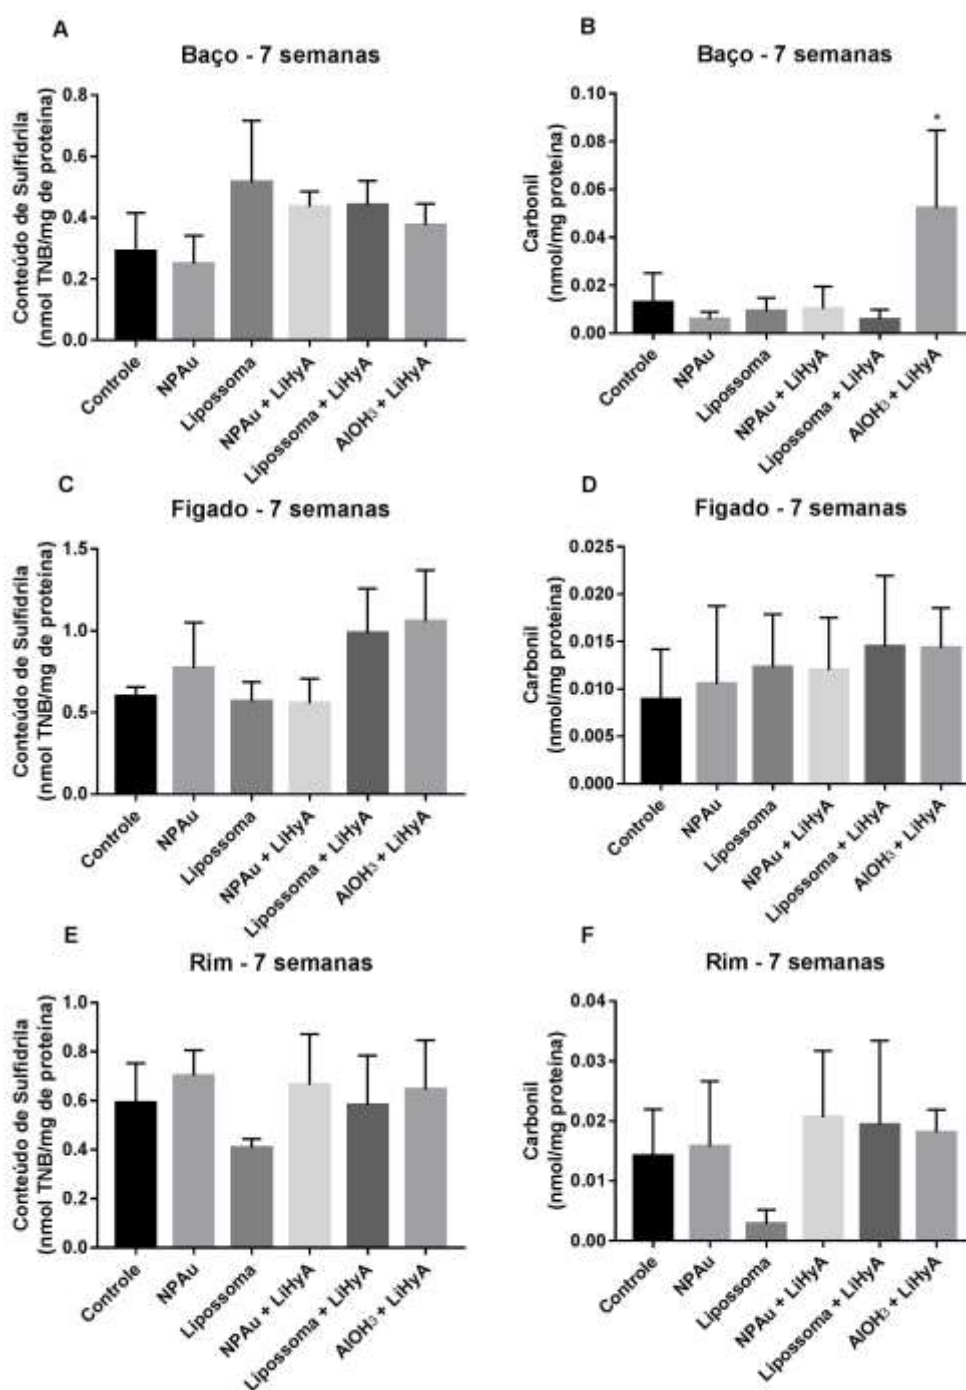 A
Baço - 7 semanas
Conteúdo de Sulfidrila
(nmol TNB/mg de proteína)
0.8
0.6
0.4
0.2
0.0
Controle
NPAu
Lipossoma
NPAu + LiHyA
Lipossoma + LiHyA
AlOH3 + LiHyA
B
Baço - 7 semanas
Carbonil
(nmol/mg proteína)
0.10
0.08
0.06
0.04
0.02
0.00
*
Controle
NPAu
Lipossoma
NPAu + LiHyA
Lipossoma + LiHyA
AlOH3 + LiHyA
C
Figado - 7 semanas
Conteúdo de Sulfidrila
(nmol TNB/mg de proteína)
1.5
1.0
0.5
0.0
Controle
NPAu
Lipossoma
NPAu + LiHyA
Lipossoma + LiHyA
AlOH3 + LiHyA
D
Figado - 7 semanas
Carbonil
(nmol/mg proteína)
0.025
0.020
0.015
0.010
0.005
0.000
Controle
NPAu
Lipossoma
NPAu + LiHyA
Lipossoma + LiHyA
AlOH3 + LiHyA
E
Rim - 7 semanas
Conteúdo de Sulfidrila
(nmol TNB/mg de proteína)
1.0
0.8
0.6
0.4
0.2
0.0
Controle
NPAu
Lipossoma
NPAu + LiHyA
Lipossoma + LiHyA
AlOH3 + LiHyA
F
Rim - 7 semanas
Carbonil
(nmol/mg proteína)
0.04
0.03
0.02
0.01
0.00
Controle
NPAu
Lipossoma
NPAu + LiHyA
Lipossoma + LiHyA
AlOH3 + LiHyA